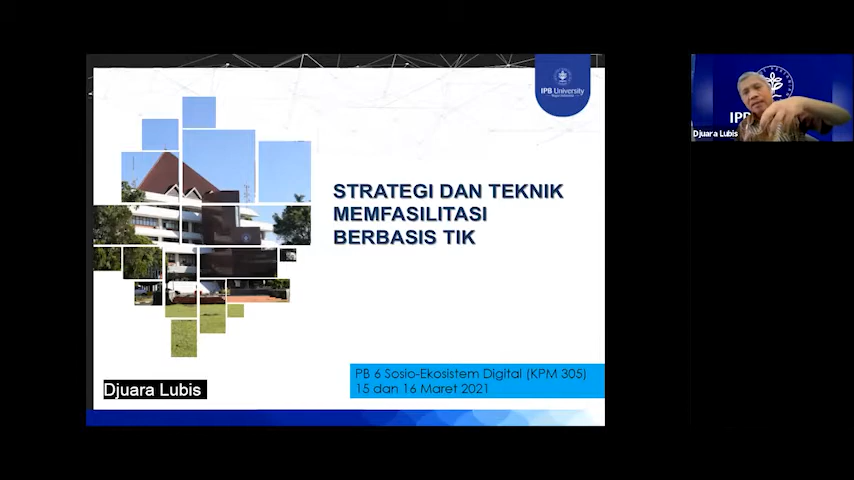 IPB University
STRATEGI DAN TEKNIK
MEMFASILITASI
BERBASIS TIK
PB 6 Sosio-Ekosistem Digital (KPM 305)
15 dan 16 Maret 2021
Djuara Lubis
IPB
Djuara Lubis